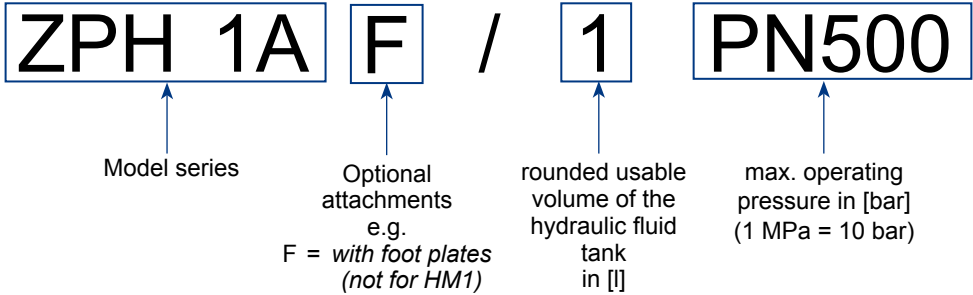 ZPH 1A F / 1 PN500
Model series
Optional
attachments
e.g.
F = with foot plates
(not for HM1)
rounded usable
volume of the
hydraulic fluid
tank
in [l]
max. operating
pressure in [bar]
(1 MPa = 10 bar)